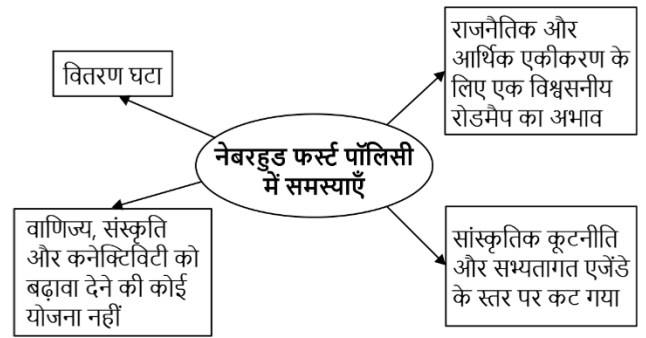 वितरण घटा
राजनैतिक और
आर्थिक एकीकरण के
लिए एक विश्वसनीय
रोडमैप का अभाव
नेबरहुड फर्स्ट पॉलिसी
में समस्याएँ
वाणिज्य, संस्कृति
और कनेक्टिविटी को
बढ़ावा देने की कोई
योजना नहीं
सांस्कृतिक कूटनीति
और सभ्यतागत एजेंडे
के स्तर पर कट गया